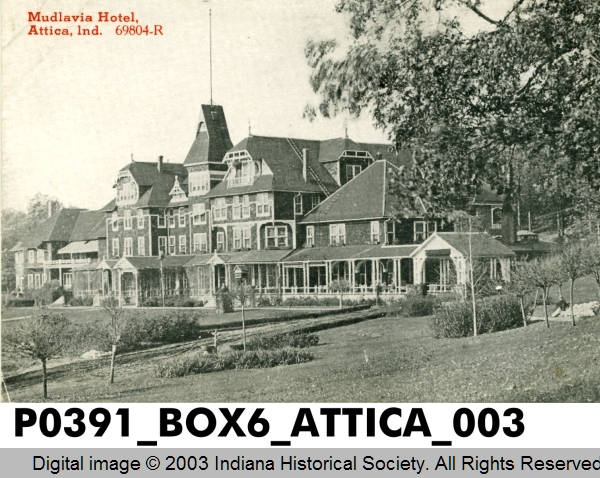 Mudlavia Hotel,
Attica, Ind. 69804-R
P0391_BOX6_ATTICA_003
Digital image © 2003 Indiana Historical Society. All Rights Reserved